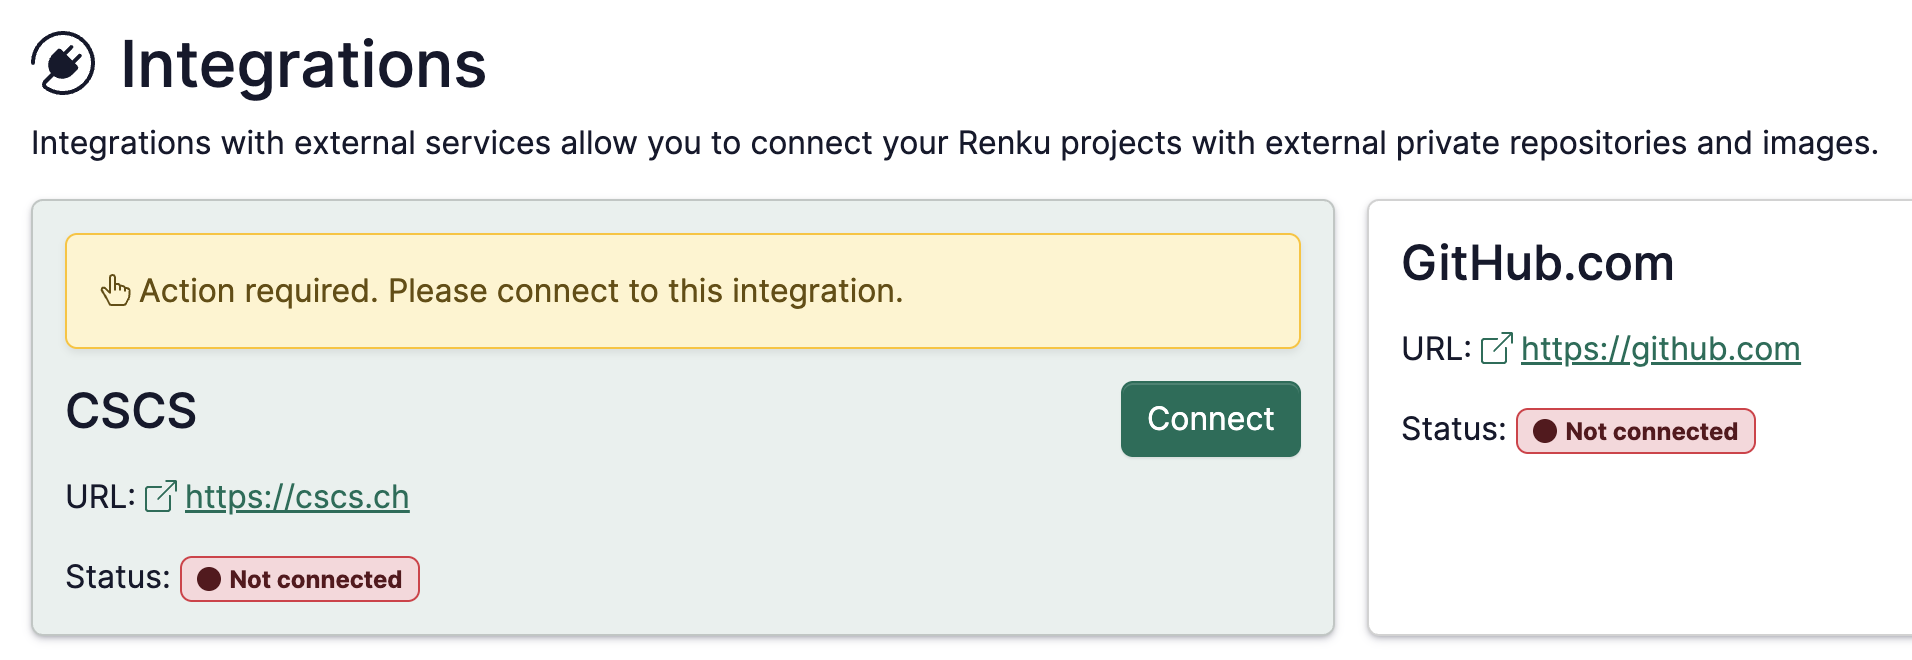 Integrations
Integrations with external services allow you to connect your Renku projects with external private repositories and images.
Action required. Please connect to this integration.
CSCS
Connect
URL: https://cscs.ch
Status: Not connected
GitHub.com
URL: https://github.com
Status: Not connected